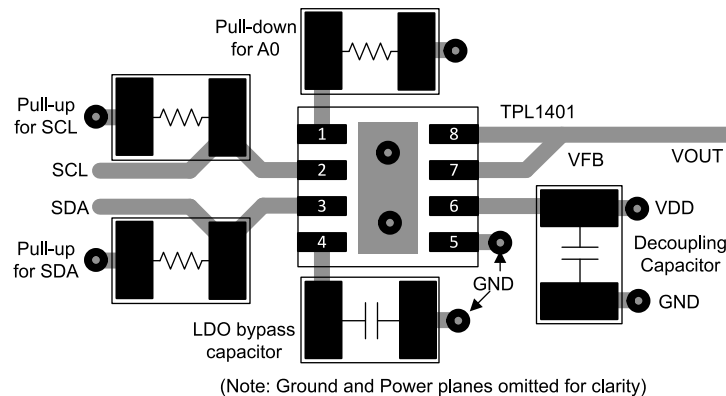 Pull-down
for A0
Pull-up
for SCL
TPL1401
1
8
SCL
2
7
VFB
VOUT
SDA
3
6
VDD
Pull-up
for SDA
4
5
Decoupling
Capacitor
GND
GND
LDO bypass
capacitor
(Note: Ground and Power planes omitted for clarity)